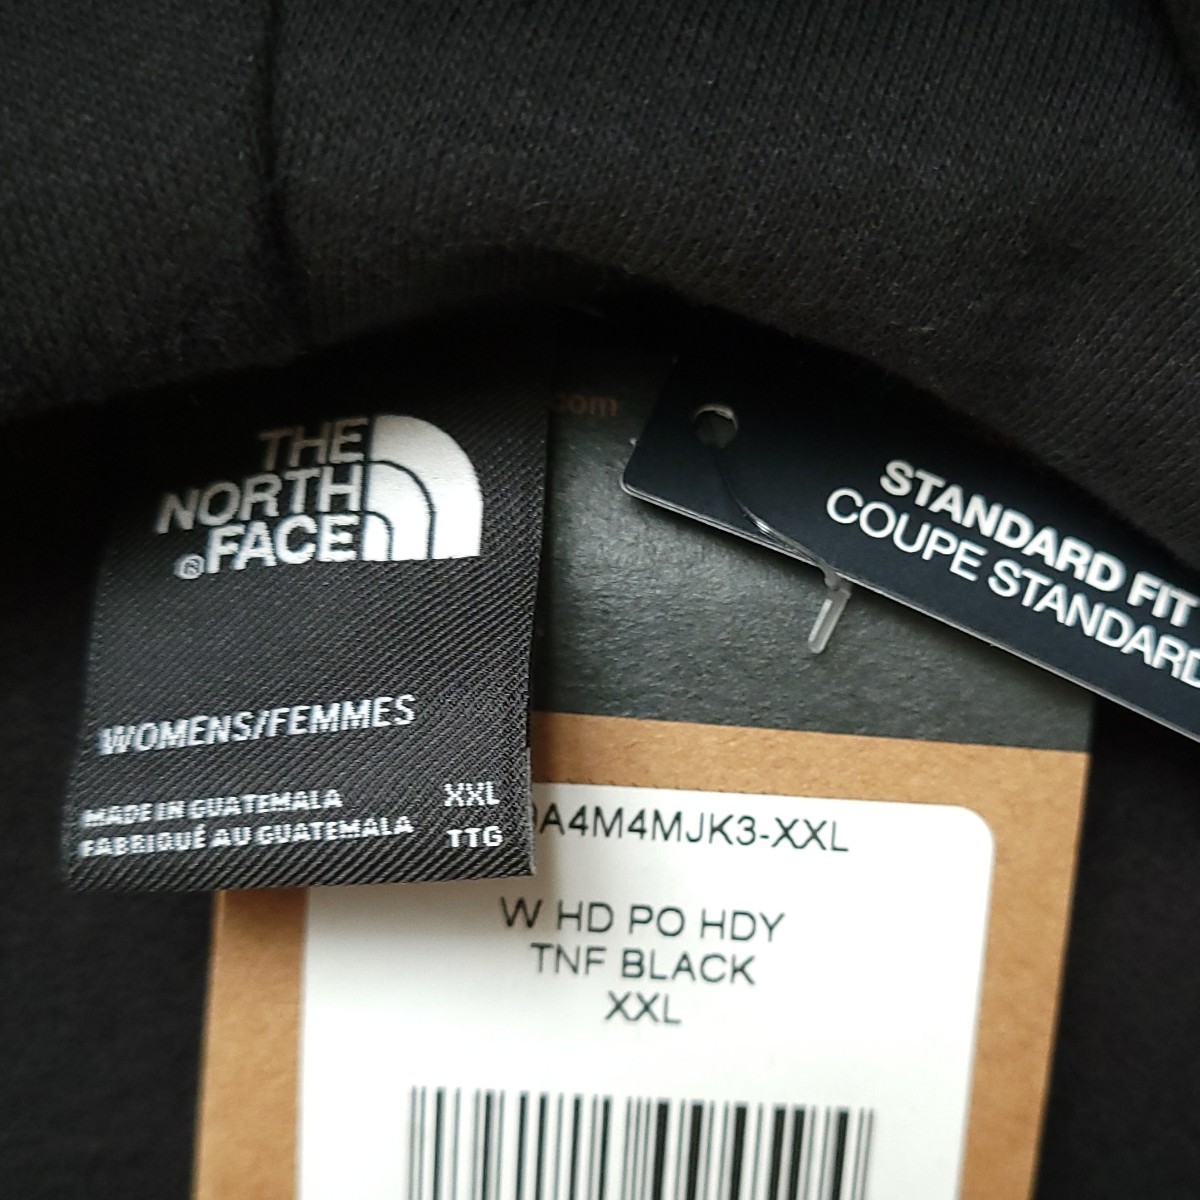 THE
NORTH
®FACE
WOMENS/FEMMES
MADE IN GUATEMALA XXL
FABRIQUÉ AU GUATEMALA TTG
.com
STANDARD FIT
COUPE STANDARD
A4M4MJK3-XXL
W HD PO HDY
TNF BLACK
XXL